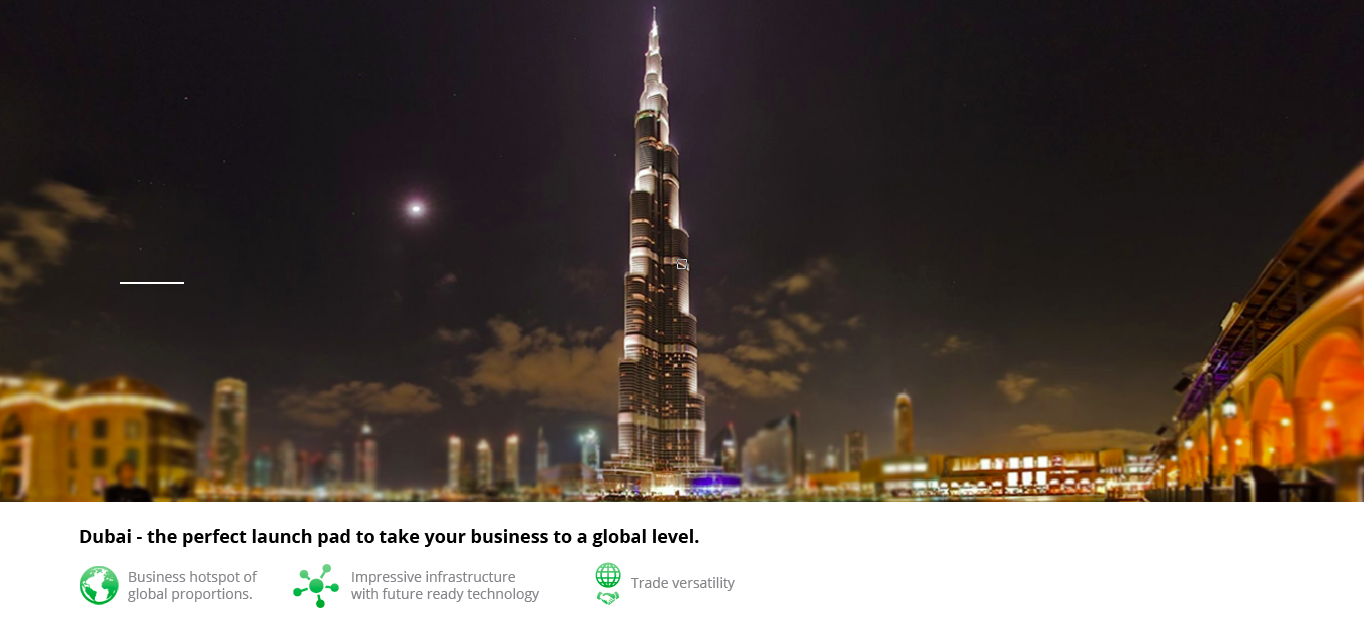 Dubai - the perfect launch pad to take your business to a global level.
Business hotspot of
global proportions.
Impressive infrastructure
with future ready technology
Trade versatility